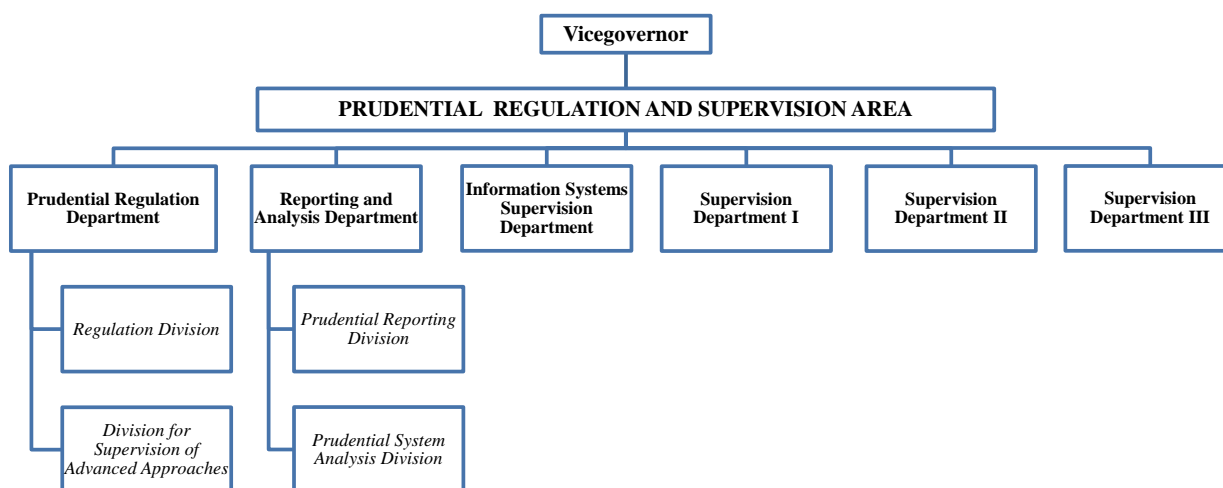 Vicegovernor
PRUDENTIAL REGULATION AND SUPERVISION AREA
Prudential Regulation
Department
Reporting and
Analysis Department
Information Systems
Supervision
Department
Supervision
Department I
Supervision
Department II
Supervision
Department III
Regulation Division
Prudential Reporting
Division
Division for
Supervision of
Advanced Approaches
Prudential System
Analysis Division